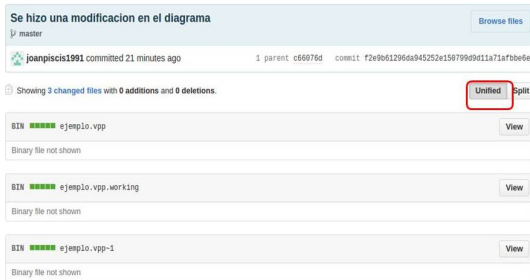 Se hizo una modificacion en el diagrama
Browse files
master
joanpiscis1991 committed 21 minutes ago 1 parent c66076d commit f2e9b61296da945252e150799d9d11a71afbbe6e
Showing 3 changed files with 0 additions and 0 deletions. Unified Split
BIN ejemplo.vpp View
Binary file not shown
BIN ejemplo.vpp.working View
Binary file not shown
BIN ejemplo.vpp~1 View
Binary file not shown